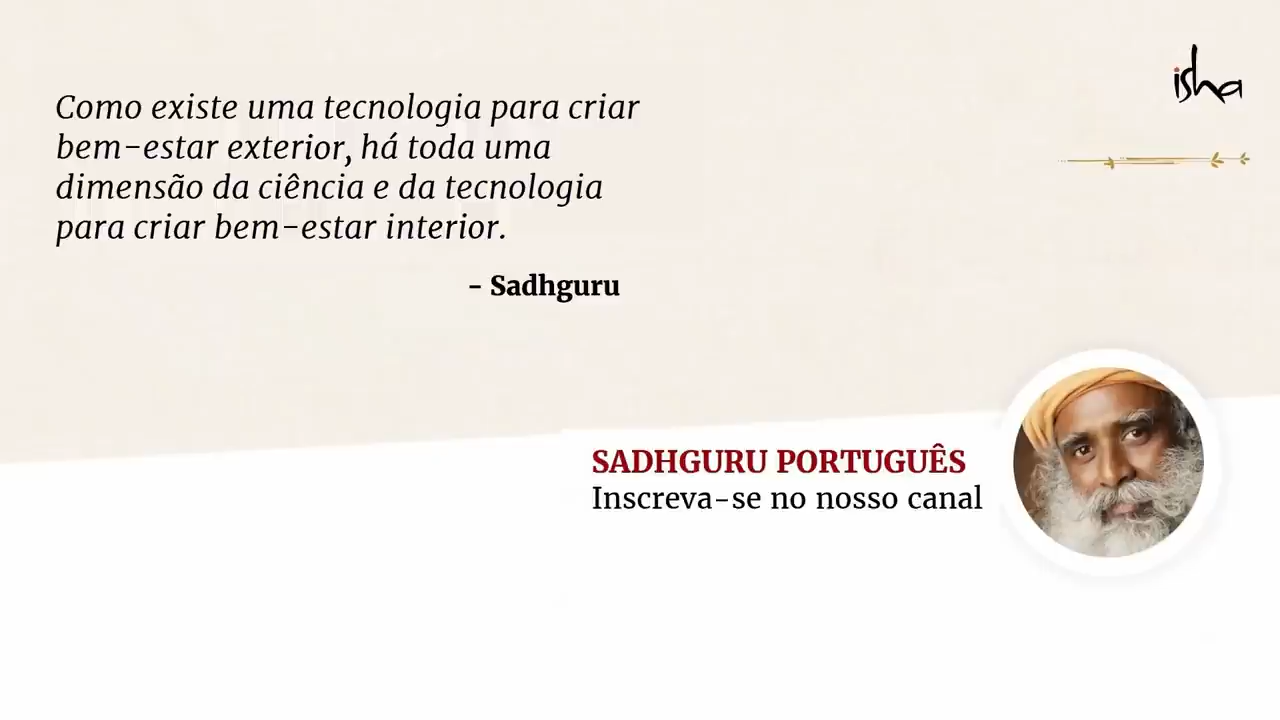 isha
Como existe uma tecnologia para criar
bem-estar exterior, há toda uma
dimensão da ciência e da tecnologia
para criar bem-estar interior.
- Sadhguru
SADHGURU PORTUGUÊS
Inscreva-se no nosso canal